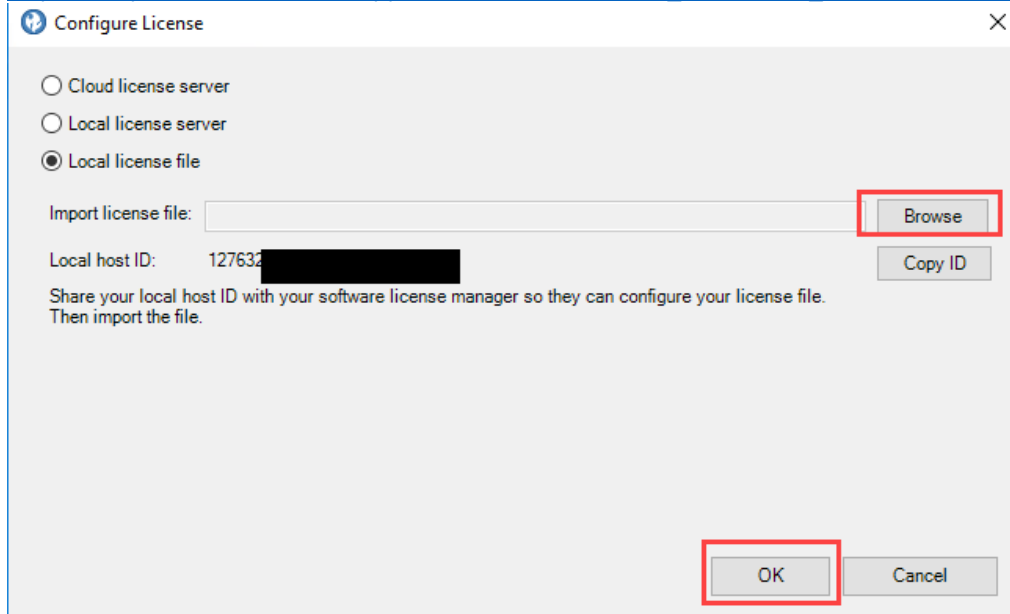 Configure License
Cloud license server
Local license server
Local license file
Import license file: Browse
Local host ID: 127632 Copy ID
Share your local host ID with your software license manager so they can configure your license file.
Then import the file.
OK Cancel